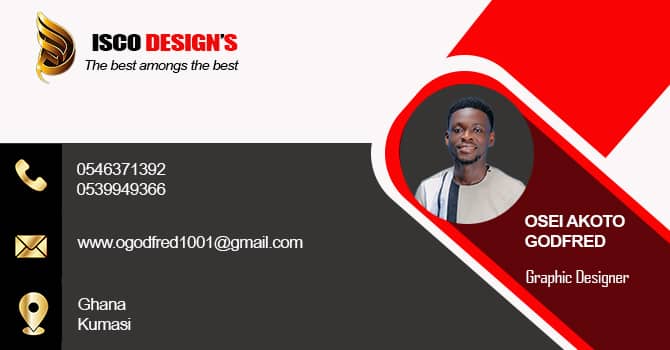 ISCO DESIGN'S
The best amongs the best
0546371392
0539949366
www.ogodfred1001@gmail.com
Ghana
Kumasi
OSEI AKOTO
GODFRED
Graphic Designer